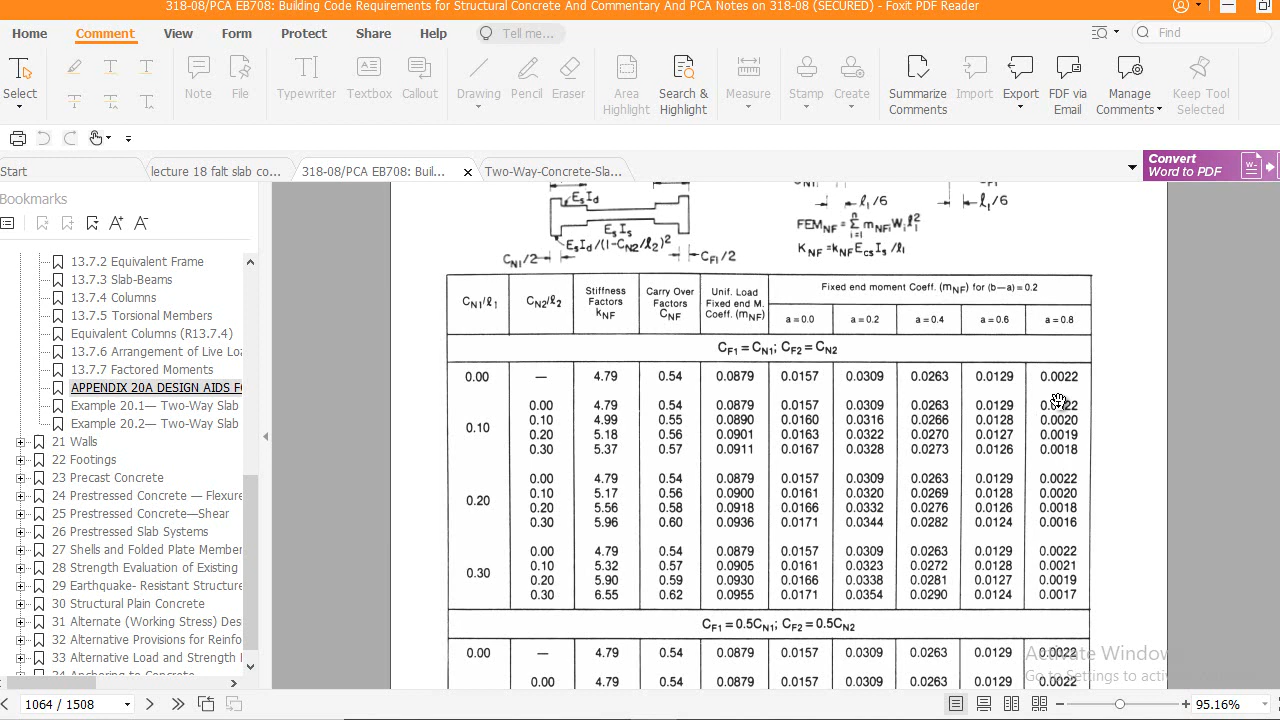 318-08/PCA EB708: Building Code Requirements for Structural Concrete And Commentary And PCA Notes on 318-08 (SECURED) - Foxit PDF Reader
Home Comment View Form Protect Share Help Tell me... Find
Select Note File Typewriter Textbox Callout Drawing Pencil Eraser Area Highlight Search & Highlight Measure Stamp Create Summarize Comments Import Export FDF via Email Manage Comments Keep Tool Selected
Start lecture 18 falt slab co... 318-08/PCA EB708: Buil... Two-Way-Concrete-Sla...
Convert
Word to PDF
Bookmarks
13.7.2 Equivalent Frame
13.7.3 Slab-Beams
13.7.4 Columns
13.7.5 Torsional Members
Equivalent Columns (R13.7.4)
13.7.6 Arrangement of Live Loa
13.7.7 Factored Moments
APPENDIX 20A DESIGN AIDS FO
Example 20.1— Two-Way Slab
Example 20.2— Two-Way Slab
21 Walls
22 Footings
23 Precast Concrete
24 Prestressed Concrete — Flexure
25 Prestressed Concrete—Shear
26 Prestressed Slab Systems
27 Shells and Folded Plate Member
28 Strength Evaluation of Existing
29 Earthquake- Resistant Structure
30 Structural Plain Concrete
31 Alternate (Working Stress) Des
32 Alternative Provisions for Reinfo
33 Alternative Load and Strength
EsId
EsIs
EsId/(1-CN2/ℓ2)²
CN1/2 CF1/2
ℓ1/6 ℓ1/6
FEMNF = Σ mNFi Wi ℓ1²
i=1
KNF = kNF Ecs Is /ℓ1
CN1/ℓ1 CN2/ℓ2 Stiffness Factors kNF Carry Over Factors CNF Unif. Load Fixed end M. Coeff. (mNF) Fixed end moment Coeff. (mNF) for (b—a) = 0.2
a = 0.0 a = 0.2 a = 0.4 a = 0.6 a = 0.8
CF1 = CN1; CF2 = CN2
0.00 — 4.79 0.54 0.0879 0.0157 0.0309 0.0263 0.0129 0.0022
0.00 4.79 0.54 0.0879 0.0157 0.0309 0.0263 0.0129
0.10 0.10 4.99 0.55 0.0890 0.0160 0.0316 0.0266 0.0128 0.0020
0.20 5.18 0.56 0.0901 0.0163 0.0322 0.0270 0.0127 0.0019
0.30 5.37 0.57 0.0911 0.0167 0.0328 0.0273 0.0126 0.0018
0.00 4.79 0.54 0.0879 0.0157 0.0309 0.0263 0.0129 0.0022
0.20 0.10 5.17 0.56 0.0900 0.0161 0.0320 0.0269 0.0128 0.0020
0.20 5.56 0.58 0.0918 0.0166 0.0332 0.0276 0.0126 0.0018
0.30 5.96 0.60 0.0936 0.0171 0.0344 0.0282 0.0124 0.0016
0.00 4.79 0.54 0.0879 0.0157 0.0309 0.0263 0.0129 0.0022
0.30 0.10 5.32 0.57 0.0905 0.0161 0.0323 0.0272 0.0128 0.0021
0.20 5.90 0.59 0.0930 0.0166 0.0338 0.0281 0.0127 0.0019
0.30 6.55 0.62 0.0955 0.0171 0.0354 0.0290 0.0124 0.0017
CF1 = 0.5CN1; CF2 = 0.5CN2
0.00 — 4.79 0.54 0.0879 0.0157 0.0309 0.0263 0.0129 0.0022
0.00 4.79 0.54 0.0879 0.0157 0.0309 0.0263 0.0129 0.0022
Activate Windows
Go to Settings to activate
1064 / 1508 95.16%